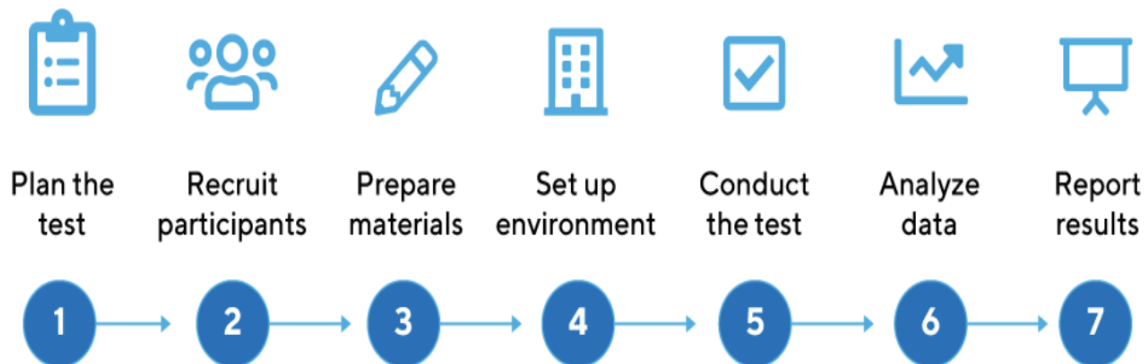 Plan the
test
Recruit
participants
Prepare
materials
Set up
environment
Conduct
the test
Analyze
data
Report
results
1
2
3
4
5
6
7